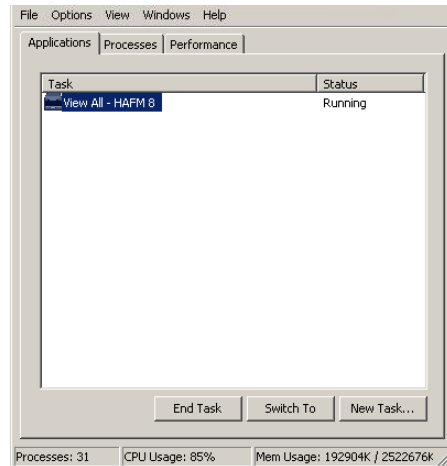 File Options View Windows Help
Applications Processes Performance
Task Status
View All - HAFM 8 Running
End Task Switch To New Task...
Processes: 31 CPU Usage: 85% Mem Usage: 192904K / 2522676K